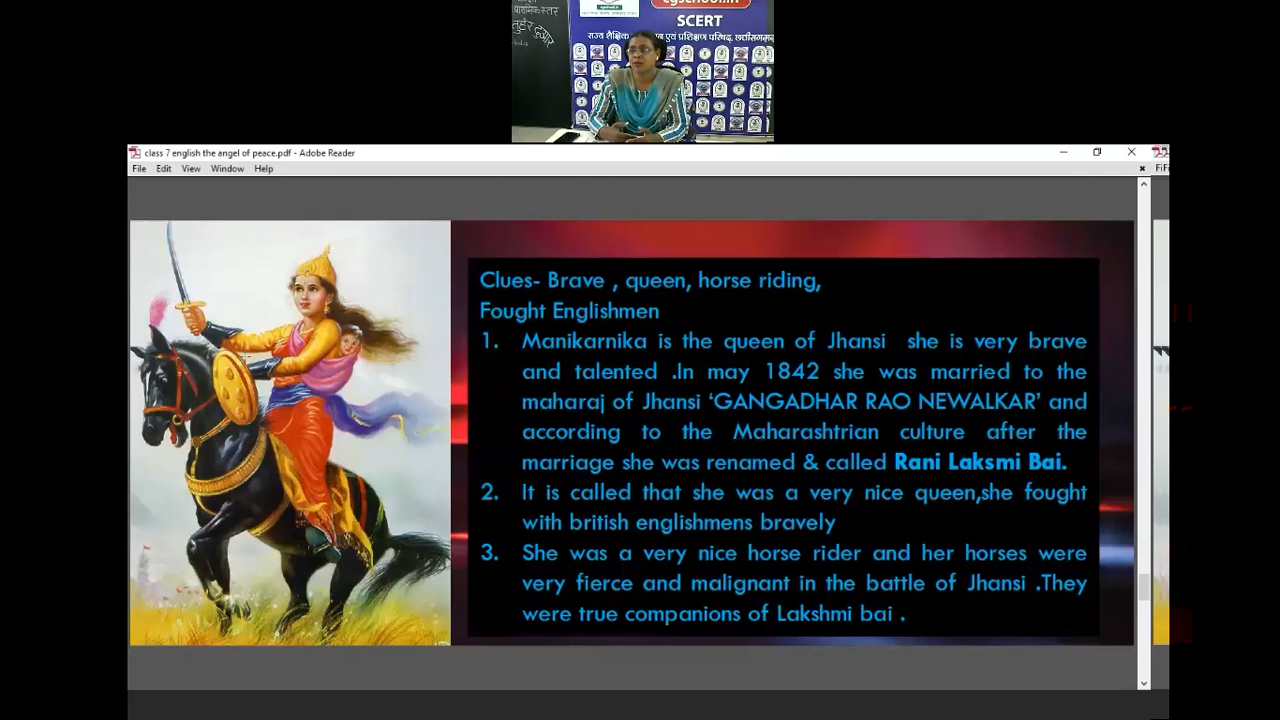 प्राथमिक स्तर
cgschool.in
SCERT
class 7 english the angel of peace.pdf - Adobe Reader
File Edit View Window Help
Clues- Brave , queen, horse riding,
Fought Englishmen
1. Manikarnika is the queen of Jhansi she is very brave
and talented .In may 1842 she was married to the
maharaj of Jhansi ‘GANGADHAR RAO NEWALKAR’ and
according to the Maharashtrian culture after the
marriage she was renamed & called Rani Laksmi Bai.
2. It is called that she was a very nice queen,she fought
with british englishmens bravely
3. She was a very nice horse rider and her horses were
very fierce and malignant in the battle of Jhansi .They
were true companions of Lakshmi bai .